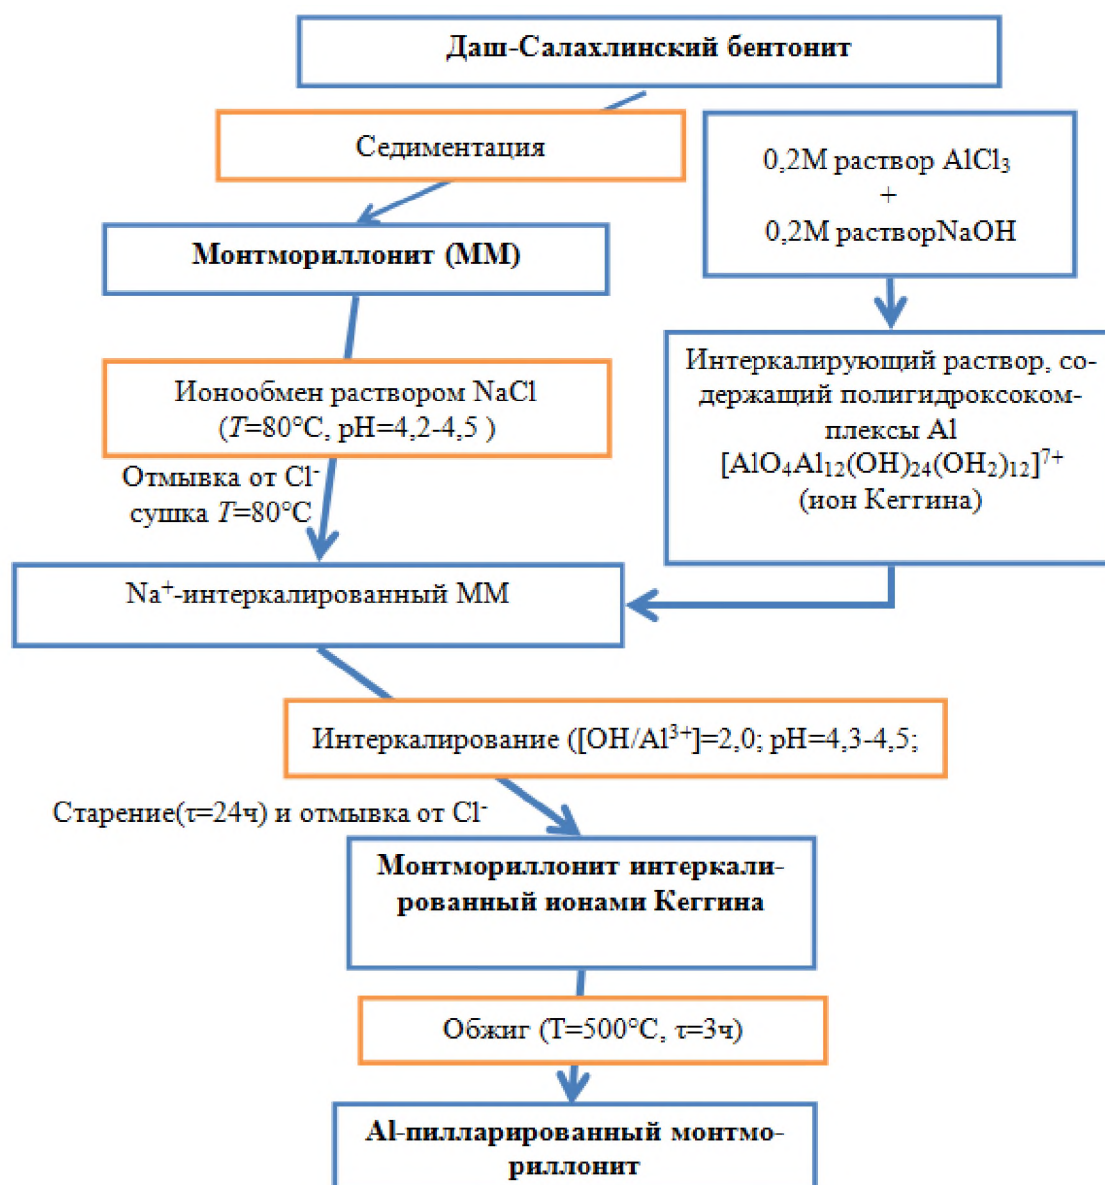 Даш-Салахлинский бентонит
Седиментация
0,2М раствор AlCl₃
+
0,2М растворNaOH
Монтмориллонит (ММ)
Интеркалирующий раствор, со-
держащий полигидроксоком-
плексы Al
[AlO₄Al₁₂(OH)₂₄(OH₂)₁₂]⁷⁺
(ион Кеггина)
Ионообмен раствором NaCl
(T=80°C, pH=4,2-4,5 )
Отмывка от Cl⁻
сушка T=80°C
Na⁺-интеркалированный ММ
Интеркалирование ([OH/Al³⁺]=2,0; pH=4,3-4,5;
Старение(τ=24ч) и отмывка от Cl⁻
Монтмориллонит интеркали-
рованный ионами Кеггина
Обжиг (T=500°C, τ=3ч)
Al-пилларированный монтмо-
риллонит